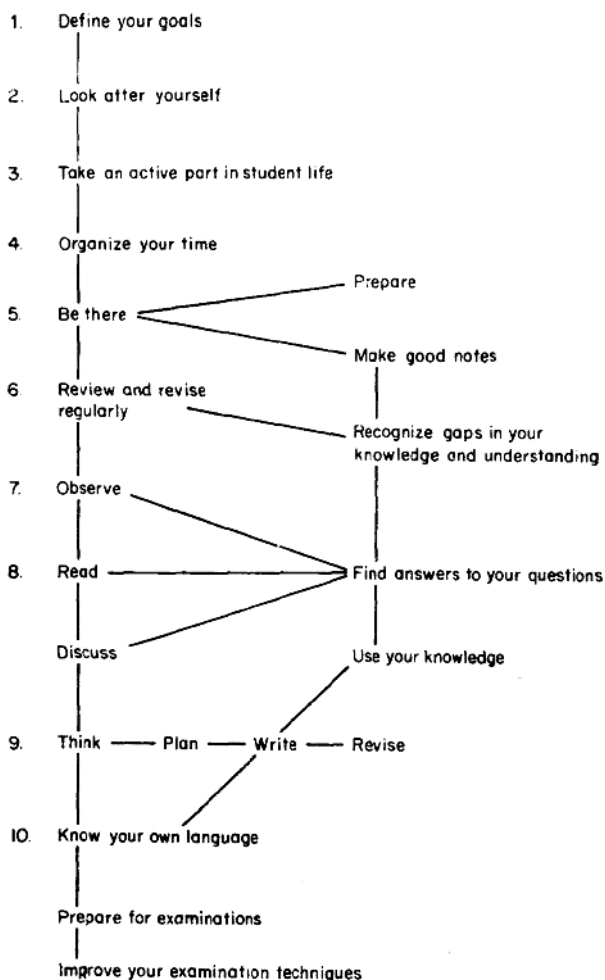 1. Define your goals
2. Look atter yourself
3. Take an active part in student life
4. Organize your time
Prepare
5. Be there
Make good notes
6. Review and revise
regularly
Recognize gaps in your
knowledge and understanding
7. Observe
8. Read
Find answers to your questions
Discuss
Use your knowledge
9. Think Plan Write Revise
10. Know your own language
Prepare for examinations
Improve your examination techniques